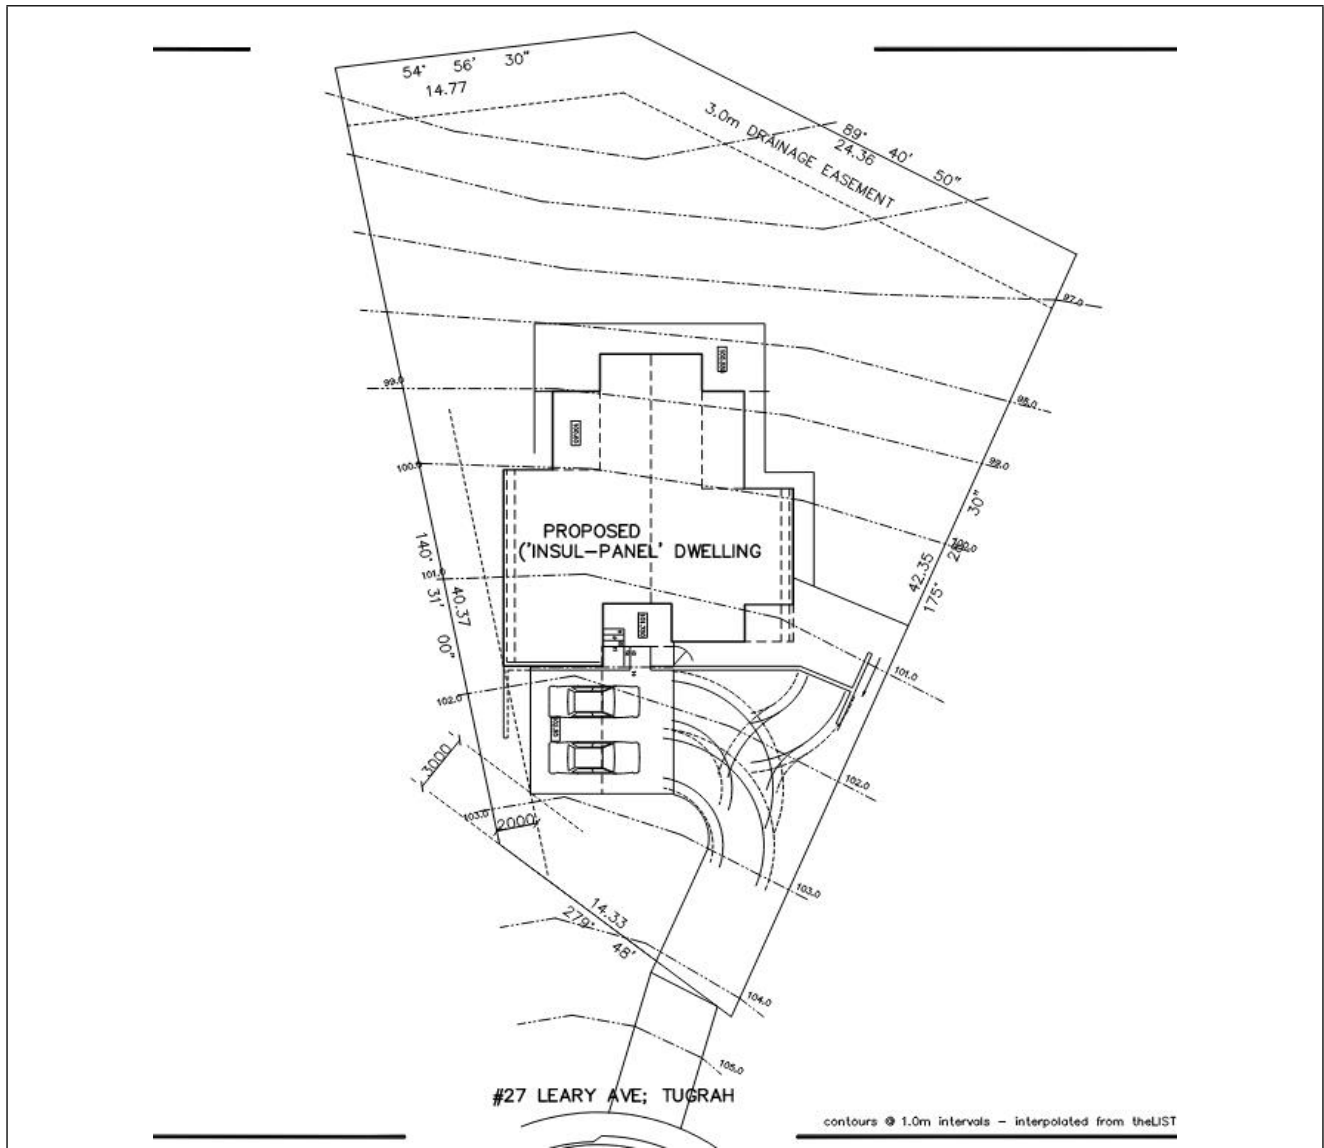 54° 56' 30"
14.77
3.0m DRAINAGE EASEMENT
89° 40' 50"
24.36
97.0
99.0
99.0
100.0
30"
PROPOSED
('INSUL-PANEL' DWELLING
140° 31' 00"
40.37
42.35
175°
100.0
101.0
101.0
102.0
3000
102.0
103.0
2000
103.0
14.33
279° 48'
104.0
105.0
#27 LEARY AVE; TUGRAH
contours @ 1.0m intervals - interpolated from theLIST